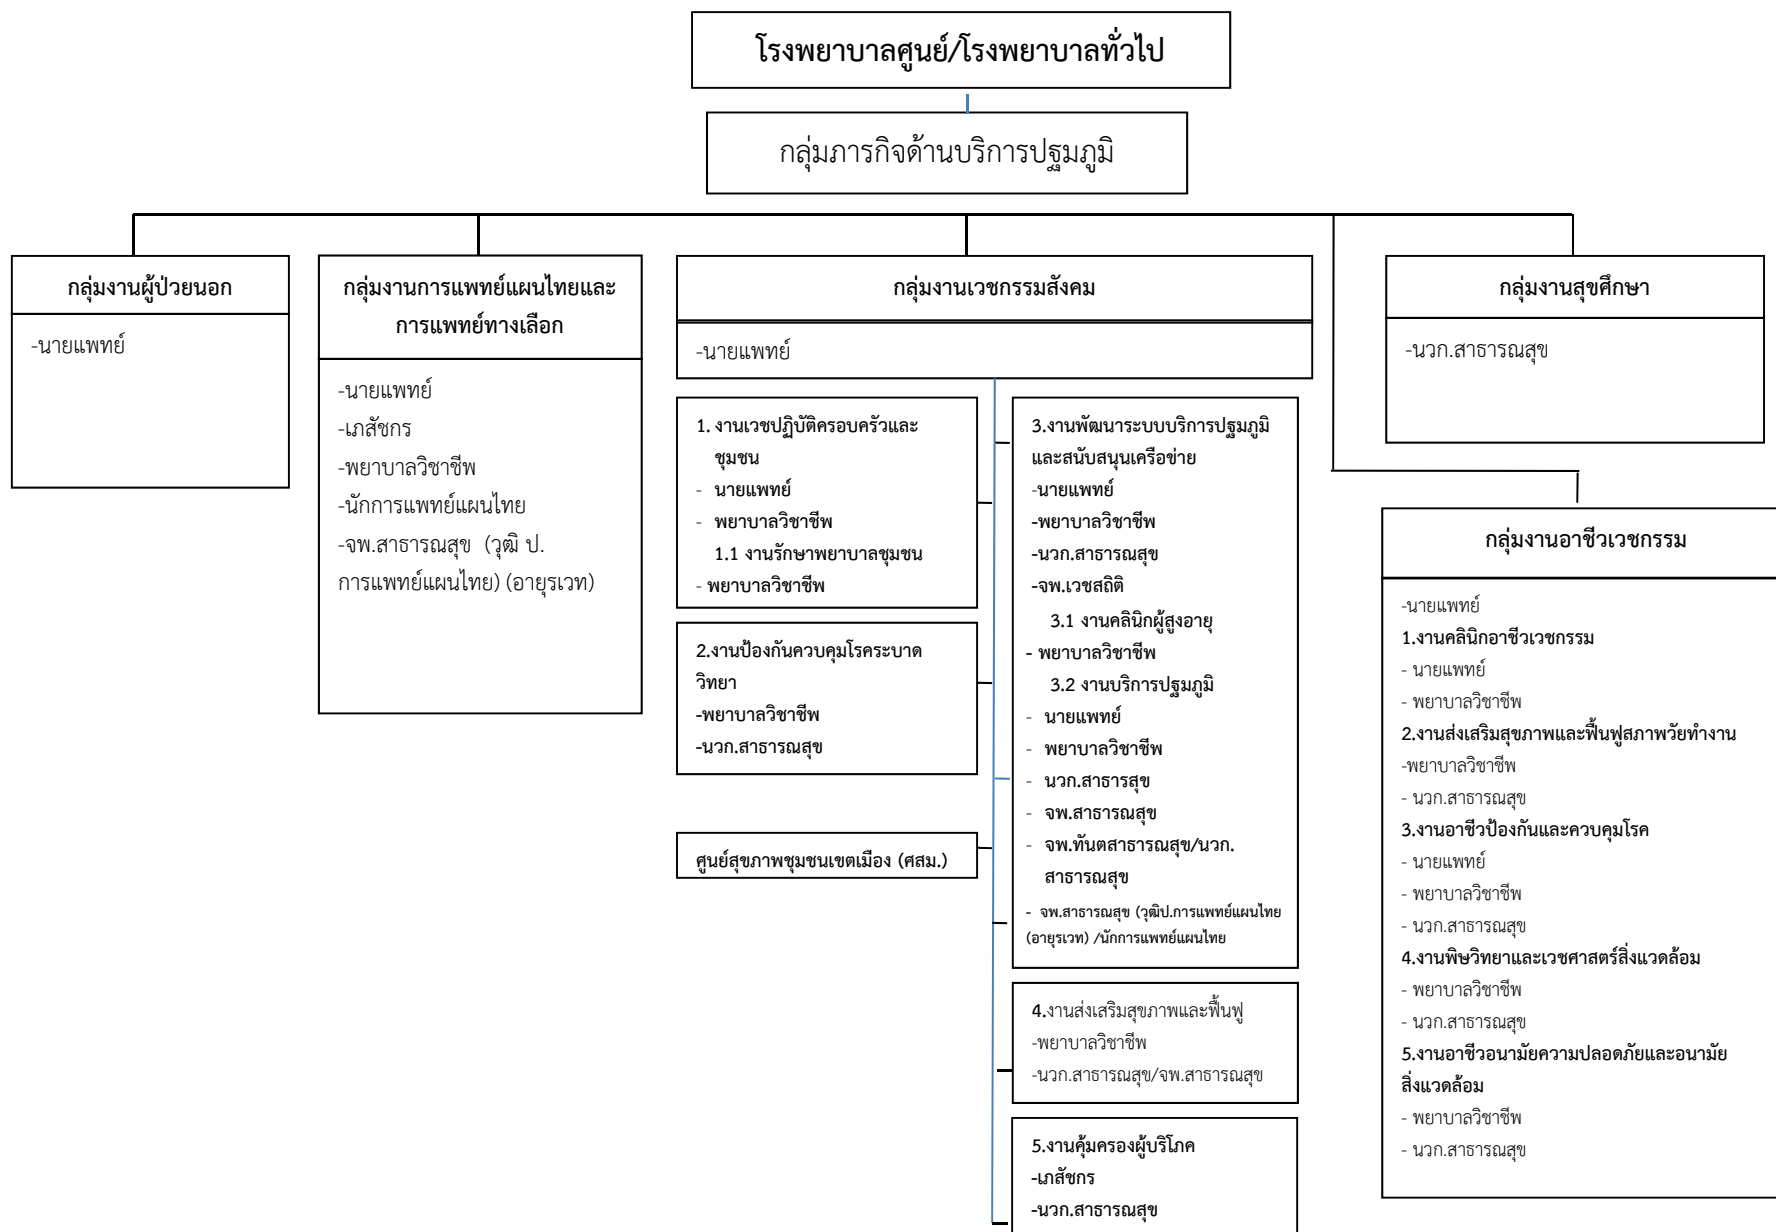 โรงพยาบาลศูนย์/โรงพยาบาลทั่วไป
กลุ่มภารกิจด้านบริการปฐมภูมิ
กลุ่มงานผู้ป่วยนอก
-นายแพทย์
กลุ่มงานการแพทย์แผนไทยและ
การแพทย์ทางเลือก
-นายแพทย์
-เภสัชกร
-พยาบาลวิชาชีพ
-นักการแพทย์แผนไทย
-จพ.สาธารณสุข (วุฒิ ป.
การแพทย์แผนไทย) (อายุรเวท)
กลุ่มงานเวชกรรมสังคม
-นายแพทย์
1. งานเวชปฏิบัติครอบครัวและ
ชุมชน
- นายแพทย์
- พยาบาลวิชาชีพ
1.1 งานรักษาพยาบาลชุมชน
- พยาบาลวิชาชีพ
2.งานป้องกันควบคุมโรคระบาด
วิทยา
-พยาบาลวิชาชีพ
-นวก.สาธารณสุข
ศูนย์สุขภาพชุมชนเขตเมือง (ศสม.)
3.งานพัฒนาระบบบริการปฐมภูมิ
และสนับสนุนเครือข่าย
-นายแพทย์
-พยาบาลวิชาชีพ
-นวก.สาธารณสุข
-จพ.เวชสถิติ
3.1 งานคลินิกผู้สูงอายุ
- พยาบาลวิชาชีพ
3.2 งานบริการปฐมภูมิ
- นายแพทย์
- พยาบาลวิชาชีพ
- นวก.สาธารสุข
- จพ.สาธารณสุข
- จพ.ทันตสาธารณสุข/นวก.
สาธารณสุข
- จพ.สาธารณสุข (วุฒิป.การแพทย์แผนไทย
(อายุรเวท) /นักการแพทย์แผนไทย
4.งานส่งเสริมสุขภาพและฟื้นฟู
-พยาบาลวิชาชีพ
-นวก.สาธารณสุข/จพ.สาธารณสุข
5.งานคุ้มครองผู้บริโภค
-เภสัชกร
-นวก.สาธารณสุข
กลุ่มงานสุขศึกษา
-นวก.สาธารณสุข
กลุ่มงานอาชีวเวชกรรม
-นายแพทย์
1.งานคลินิกอาชีวเวชกรรม
- นายแพทย์
- พยาบาลวิชาชีพ
2.งานส่งเสริมสุขภาพและฟื้นฟูสภาพวัยทำงาน
-พยาบาลวิชาชีพ
- นวก.สาธารณสุข
3.งานอาชีวป้องกันและควบคุมโรค
- นายแพทย์
- พยาบาลวิชาชีพ
- นวก.สาธารณสุข
4.งานพิษวิทยาและเวชศาสตร์สิ่งแวดล้อม
- พยาบาลวิชาชีพ
- นวก.สาธารณสุข
5.งานอาชีวอนามัยความปลอดภัยและอนามัย
สิ่งแวดล้อม
- พยาบาลวิชาชีพ
- นวก.สาธารณสุข